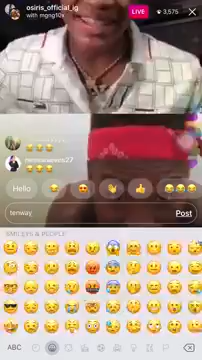 osiris_official_ig
with mgng10x
LIVE
3,575
Hello
tenway
Post
SMILEYS & PEOPLE
ABC